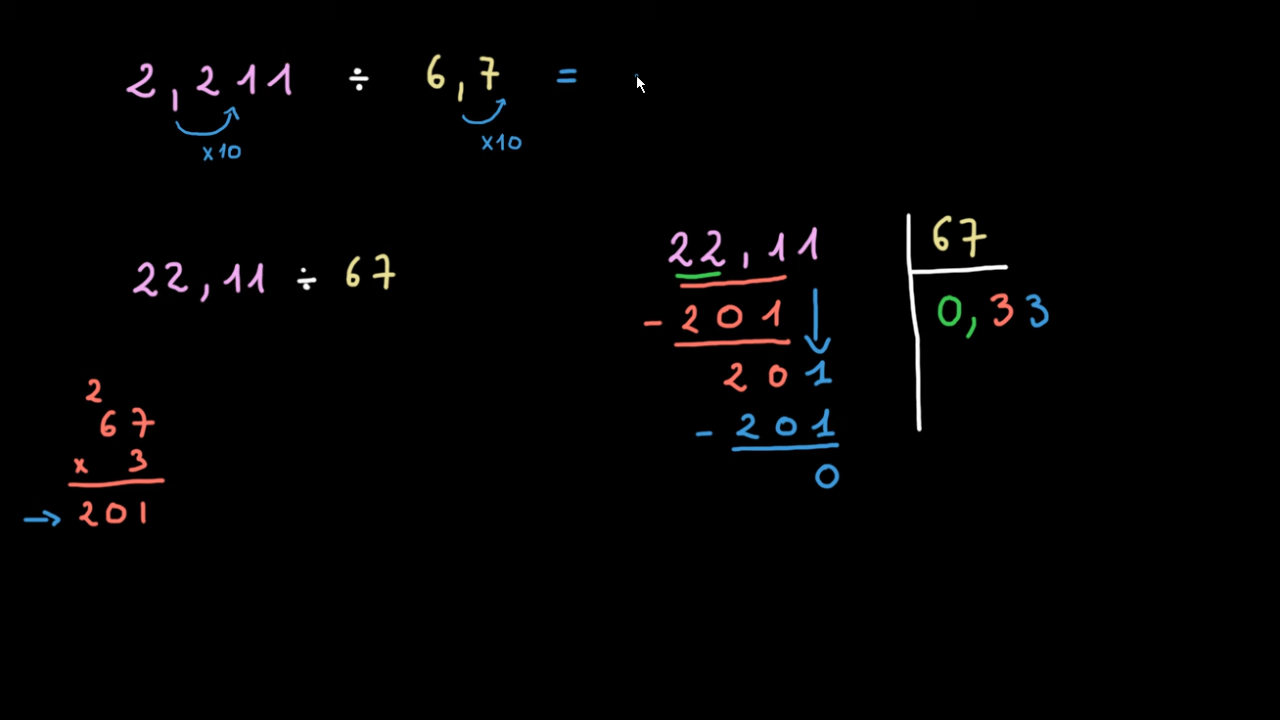 2,211 ÷ 6,7 =
x10 x10
22,11 ÷ 67
22,11 67
- 201 0,33
201
- 201
0
2
67
x 3
→ 201